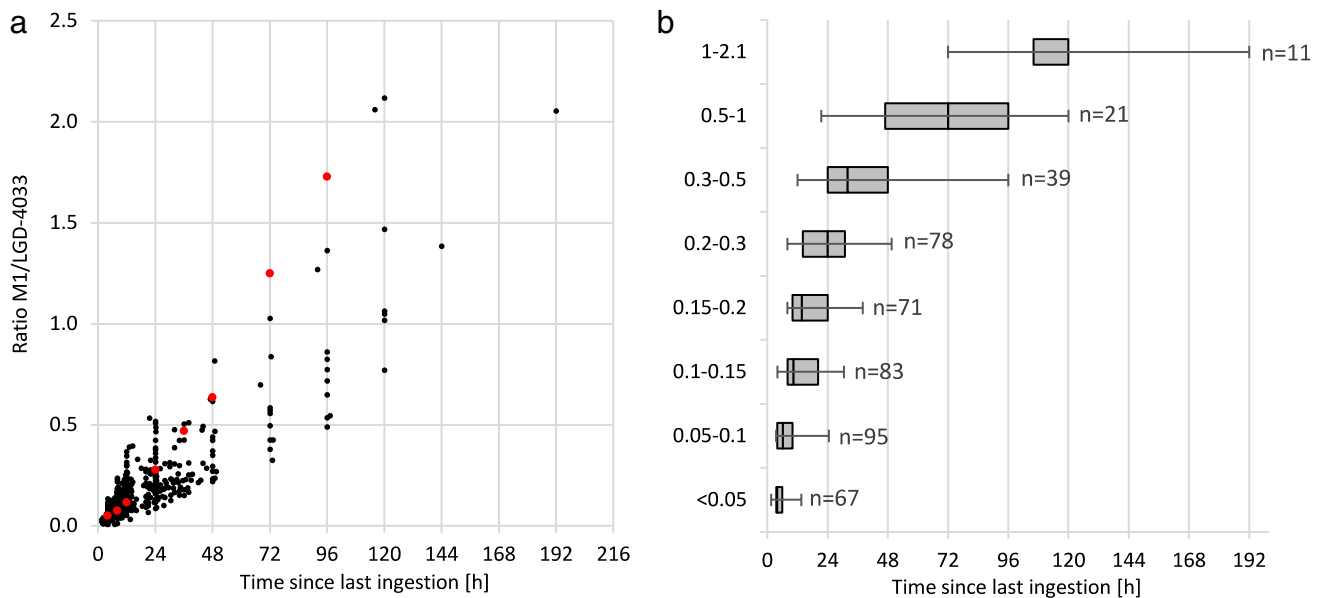 a
2.5
2.0
1.5
1.0
0.5
0.0
Ratio M1/LGD-4033
0 24 48 72 96 120 144 168 192 216
Time since last ingestion [h]
b
1-2.1 n=11
0.5-1 n=21
0.3-0.5 n=39
0.2-0.3 n=78
0.15-0.2 n=71
0.1-0.15 n=83
0.05-0.1 n=95
<0.05 n=67
0 24 48 72 96 120 144 168 192
Time since last ingestion [h]